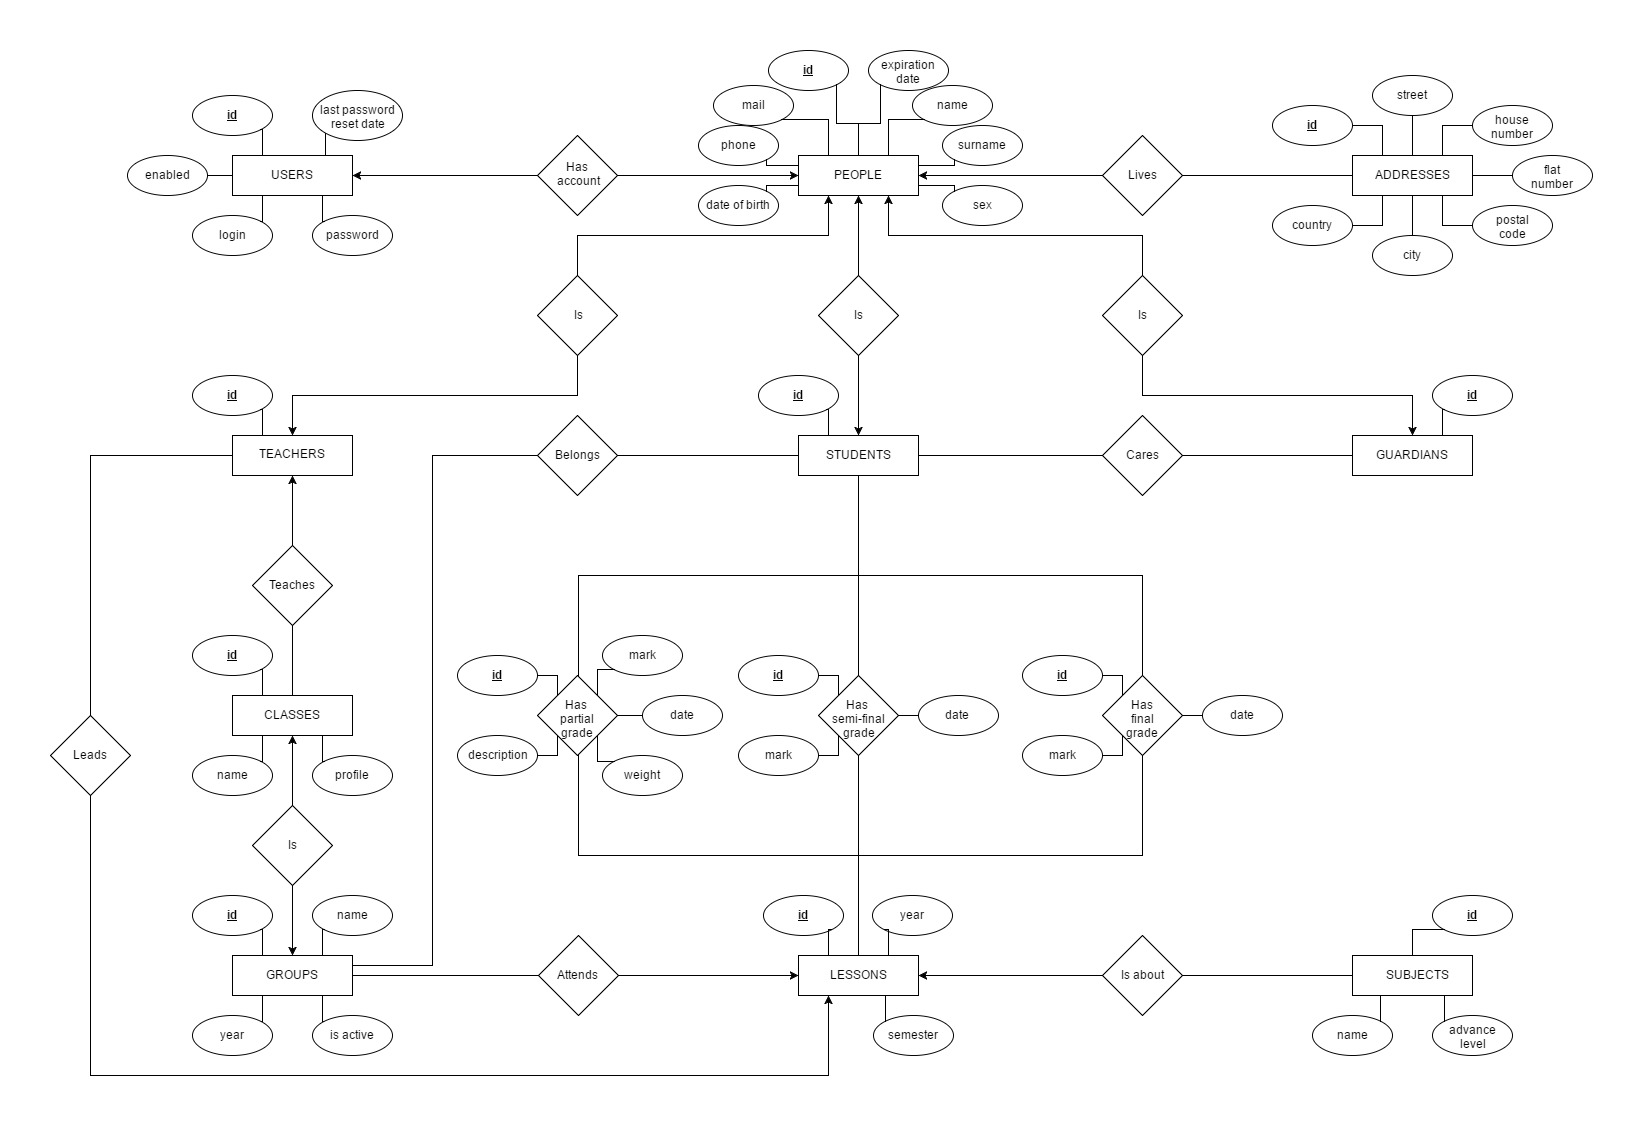 id
expiration
date
street
mail
name
id
last password
reset date
id
house
number
phone
surname
enabled
USERS
Has
account
PEOPLE
Lives
ADDRESSES
flat
number
date of birth
sex
login
password
country
postal
code
city
Is
Is
Is
id
id
id
TEACHERS
Belongs
STUDENTS
Cares
GUARDIANS
Teaches
id
mark
id
id
id
CLASSES
Has
partial
grade
date
Has
semi-final
grade
date
Has
final
grade
date
Leads
name
profile
description
weight
mark
mark
Is
id
name
id
year
id
GROUPS
Attends
LESSONS
Is about
SUBJECTS
year
is active
semester
name
advance
level